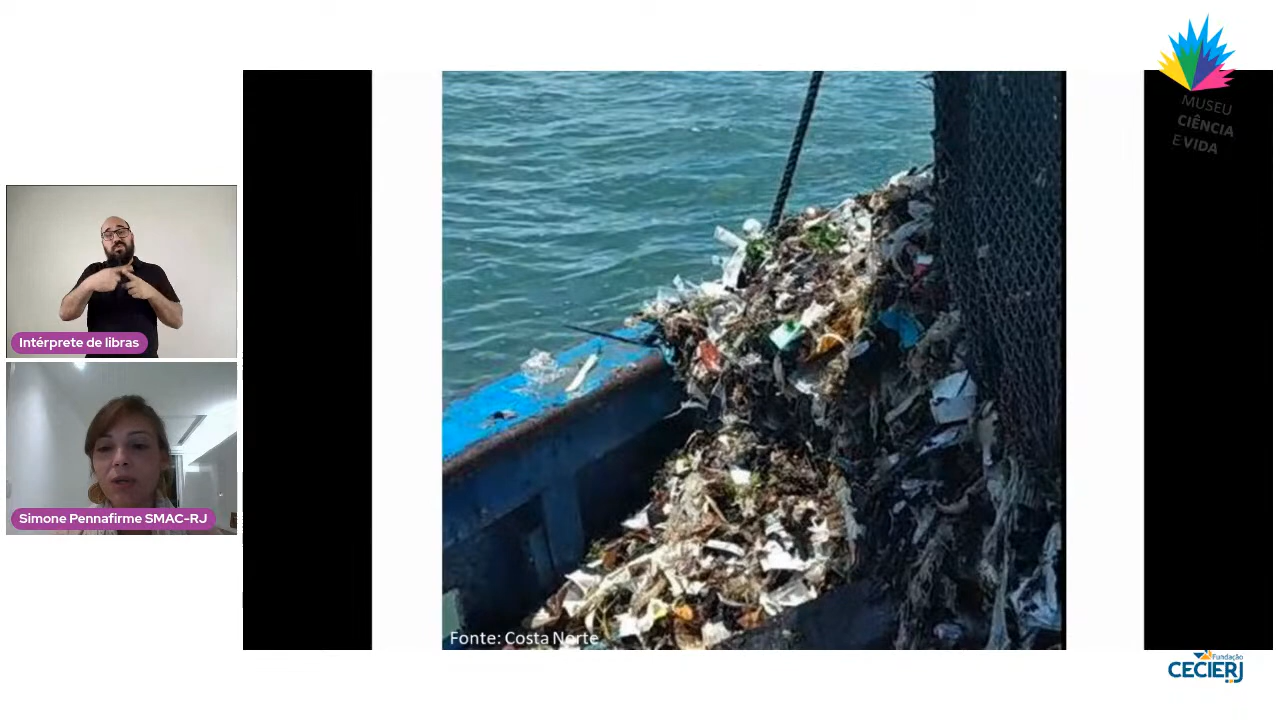 MUSEU
CIÊNCIA
E VIDA
Intérprete de libras
Simone Pennafirme SMAC-RJ
Fonte: Costa Norte
Fundação
CECIERJ